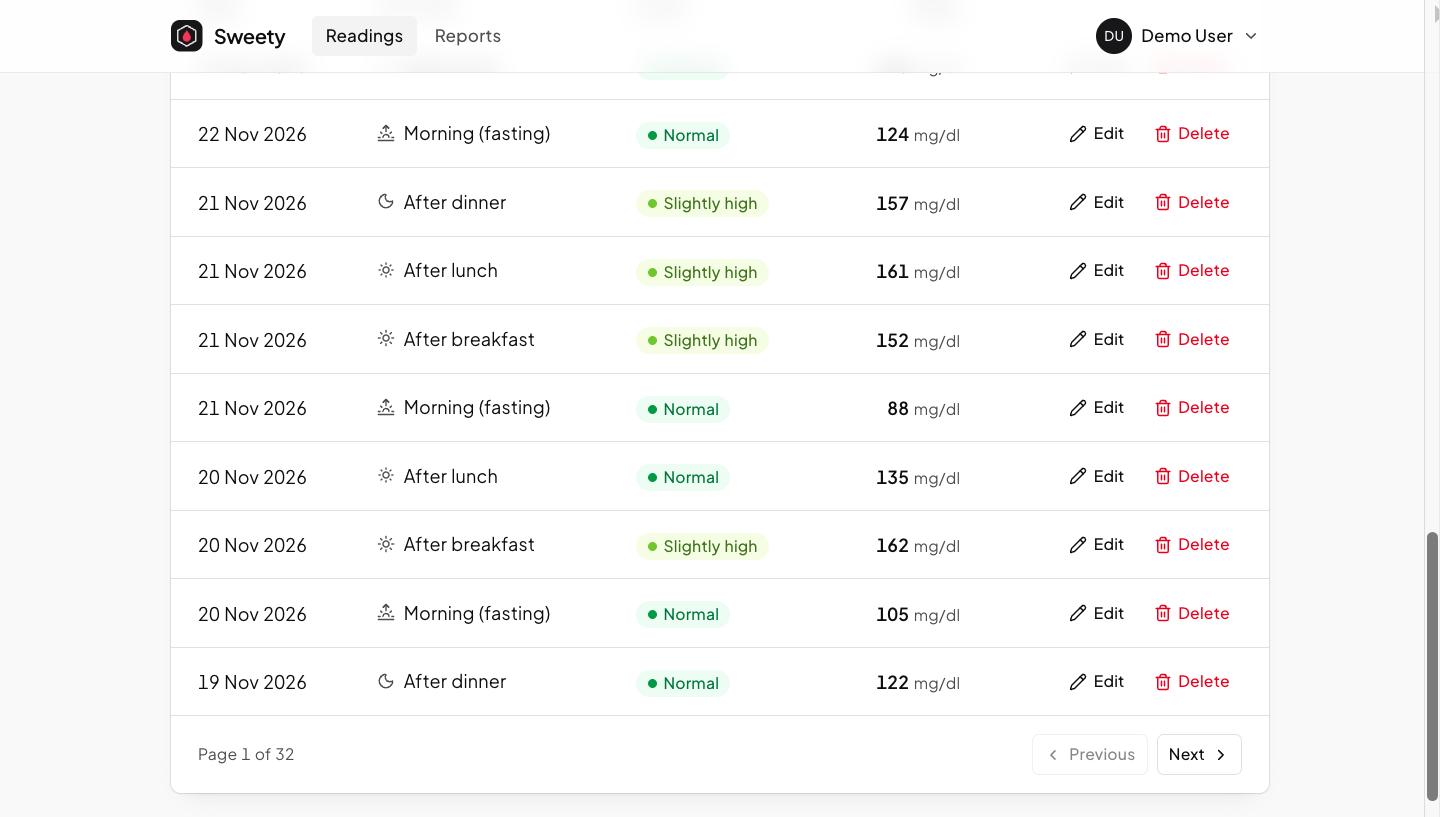 Sweety Readings Reports DU Demo User
22 Nov 2026 Morning (fasting) Normal 124 mg/dl Edit Delete
21 Nov 2026 After dinner Slightly high 157 mg/dl Edit Delete
21 Nov 2026 After lunch Slightly high 161 mg/dl Edit Delete
21 Nov 2026 After breakfast Slightly high 152 mg/dl Edit Delete
21 Nov 2026 Morning (fasting) Normal 88 mg/dl Edit Delete
20 Nov 2026 After lunch Normal 135 mg/dl Edit Delete
20 Nov 2026 After breakfast Slightly high 162 mg/dl Edit Delete
20 Nov 2026 Morning (fasting) Normal 105 mg/dl Edit Delete
19 Nov 2026 After dinner Normal 122 mg/dl Edit Delete
Page 1 of 32 Previous Next